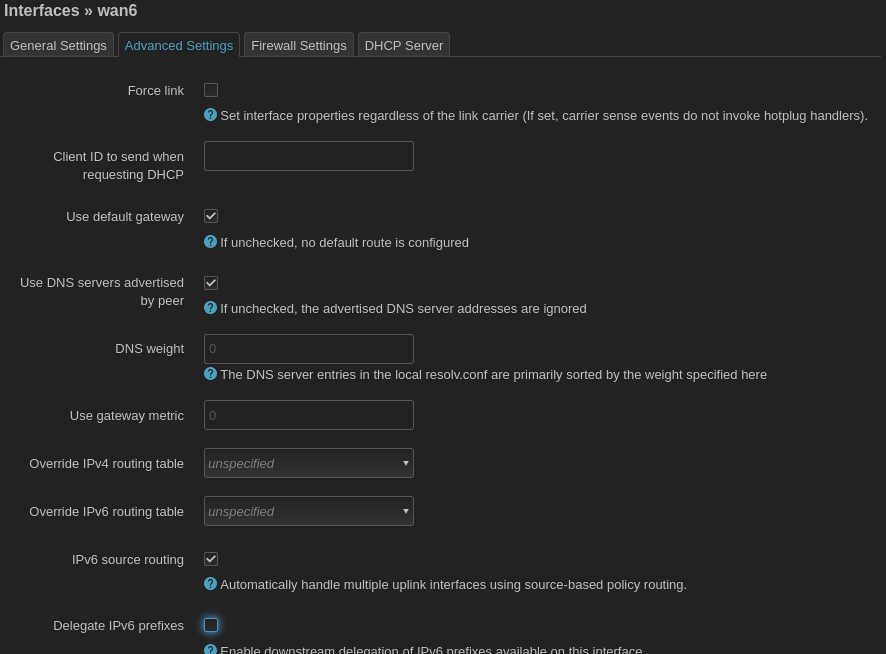 Interfaces » wan6
General Settings
Advanced Settings
Firewall Settings
DHCP Server
Force link
Set interface properties regardless of the link carrier (If set, carrier sense events do not invoke hotplug handlers).
Client ID to send when
requesting DHCP
Use default gateway
If unchecked, no default route is configured
Use DNS servers advertised
by peer
If unchecked, the advertised DNS server addresses are ignored
DNS weight
0
The DNS server entries in the local resolv.conf are primarily sorted by the weight specified here
Use gateway metric
0
Override IPv4 routing table
unspecified
Override IPv6 routing table
unspecified
IPv6 source routing
Automatically handle multiple uplink interfaces using source-based policy routing.
Delegate IPv6 prefixes
Enable downstream delegation of IPv6 prefixes available on this interface